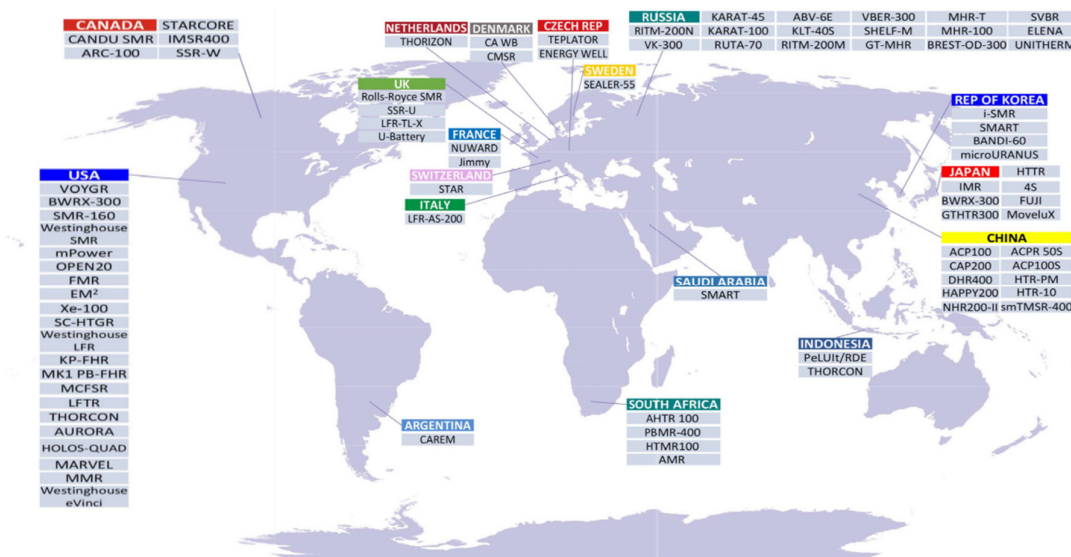 CANADA STARCORE
CANDU SMR IMSR400
ARC-100 SSR-W
NETHERLANDS
THORIZON
DENMARK
CA WB
CMSR
CZECH REP
TEPLATOR
ENERGY WELL
SWEDEN
SEALER-55
RUSSIA KARAT-45 ABV-6E VBER-300 MHR-T SVBR
RITM-200N KARAT-100 KLT-40S SHELF-M MHR-100 ELENA
VK-300 RUTA-70 RITM-200M GT-MHR BREST-OD-300 UNITHERM
UK
Rolls-Royce SMR
SSR-U
LFR-TL-X
U-Battery
FRANCE
NUWARD
Jimmy
SWITZERLAND
STAR
ITALY
LFR-AS-200
REP OF KOREA
i-SMR
SMART
BANDI-60
microURANUS
JAPAN HTTR
IMR 4S
BWRX-300 FUJI
GTHTR300 MoveluX
CHINA
ACP100 ACPR 50S
CAP200 ACP100S
DHR400 HTR-PM
HAPPY200 HTR-10
NHR200-II smTMSR-400
USA
VOYGR
BWRX-300
SMR-160
Westinghouse
SMR
mPower
OPEN20
FMR
EM²
Xe-100
SC-HTGR
Westinghouse
LFR
KP-FHR
MK1 PB-FHR
MCFSR
LFTR
THORCON
AURORA
HOLOS-QUAD
MARVEL
MMR
Westinghouse
eVinci
SAUDI ARABIA
SMART
INDONESIA
PeLUIt/RDE
THORCON
ARGENTINA
CAREM
SOUTH AFRICA
AHTR 100
PBMR-400
HTMR100
AMR